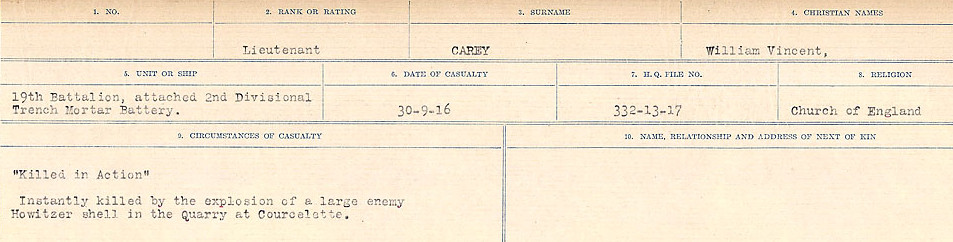 1. NO. 2. RANK OR RATING 3. SURNAME 4. CHRISTIAN NAMES
Lieutenant CAREY William Vincent,
5. UNIT OR SHIP 6. DATE OF CASUALTY 7. H.Q. FILE NO. 8. RELIGION
19th Battalion, attached 2nd Divisional
Trench Mortar Battery. 30-9-16 332-13-17 Church of England
9. CIRCUMSTANCES OF CASUALTY 10. NAME, RELATIONSHIP AND ADDRESS OF NEXT OF KIN
"Killed in Action"
Instantly killed by the explosion of a large enemy
Howitzer shell in the Quarry at Courcelette.